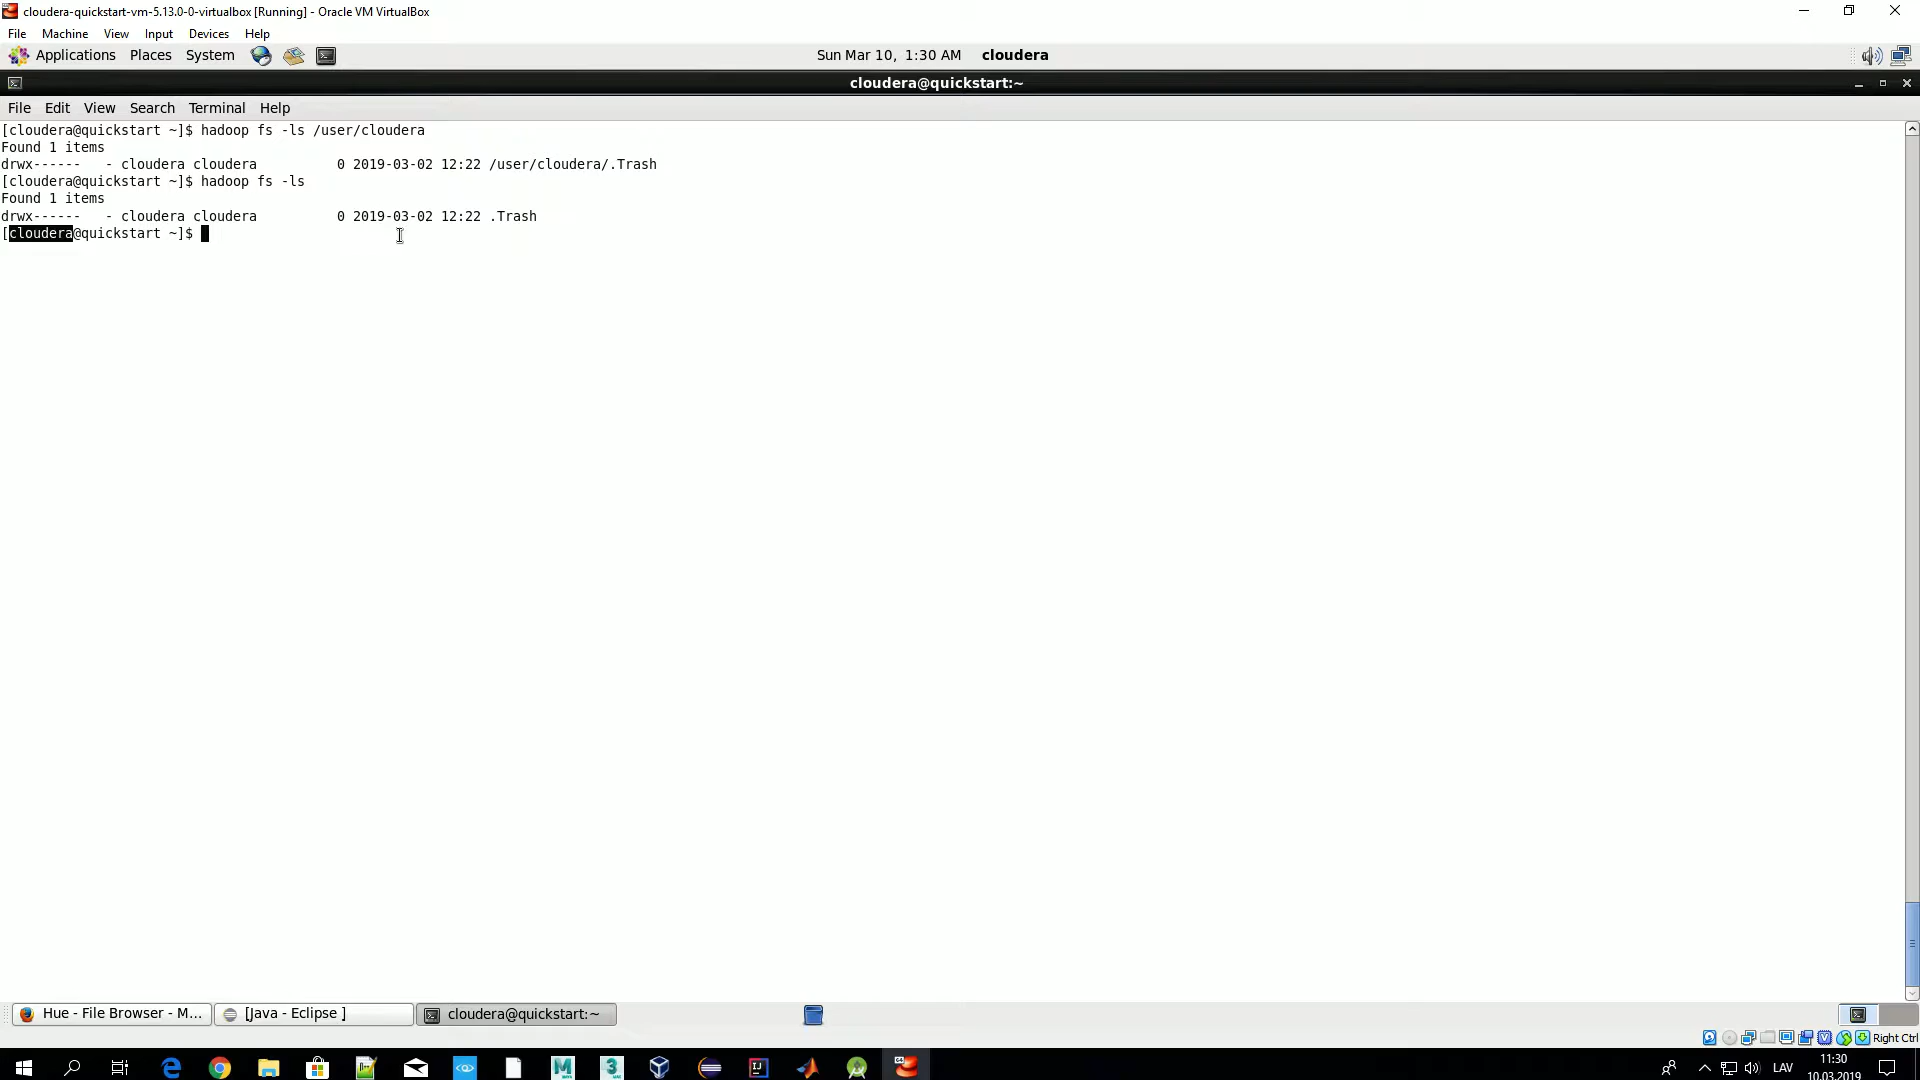 cloudera-quickstart-vm-5.13.0-0-virtualbox [Running] - Oracle VM VirtualBox
File Machine View Input Devices Help
Applications Places System Sun Mar 10, 1:30 AM cloudera
cloudera@quickstart:~
File Edit View Search Terminal Help
[cloudera@quickstart ~]$ hadoop fs -ls /user/cloudera
Found 1 items
drwx------ - cloudera cloudera 0 2019-03-02 12:22 /user/cloudera/.Trash
[cloudera@quickstart ~]$ hadoop fs -ls
Found 1 items
drwx------ - cloudera cloudera 0 2019-03-02 12:22 .Trash
[cloudera@quickstart ~]$
Hue - File Browser - M... [Java - Eclipse ] cloudera@quickstart:~
Right Ctrl
LAV 11:30
10.03.2019